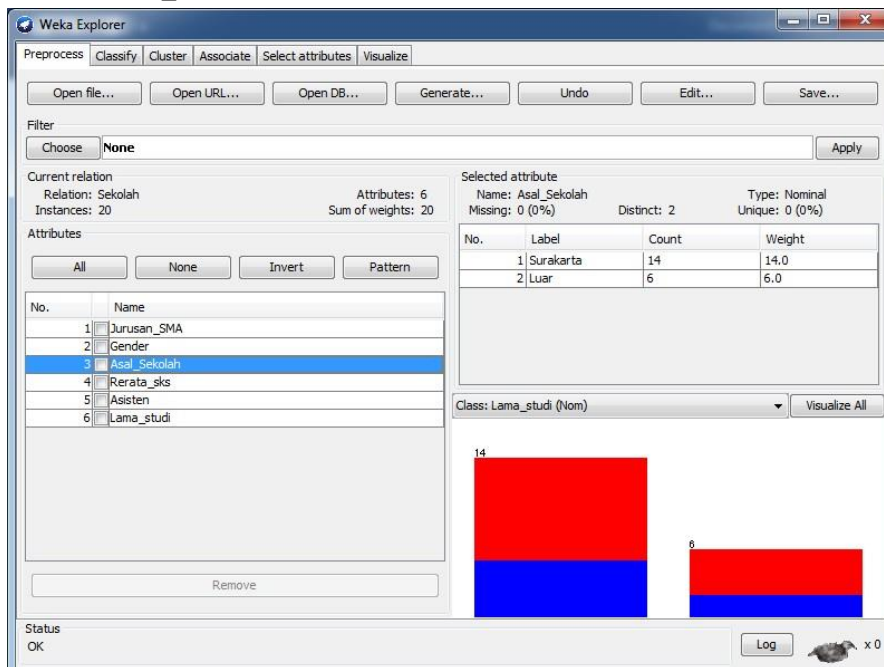 Weka Explorer
Preprocess Classify Cluster Associate Select attributes Visualize
Open file... Open URL... Open DB... Generate... Undo Edit... Save...
Filter
Choose None Apply
Current relation
Relation: Sekolah Attributes: 6
Instances: 20 Sum of weights: 20
Attributes
All None Invert Pattern
No. Name
1 Jurusan_SMA
2 Gender
3 Asal_Sekolah
4 Rerata_sks
5 Asisten
6 Lama_studi
Remove
Selected attribute
Name: Asal_Sekolah Type: Nominal
Missing: 0 (0%) Distinct: 2 Unique: 0 (0%)
No. Label Count Weight
1 Surakarta 14 14.0
2 Luar 6 6.0
Class: Lama_studi (Nom) Visualize All
14
6
Status
OK Log x 0